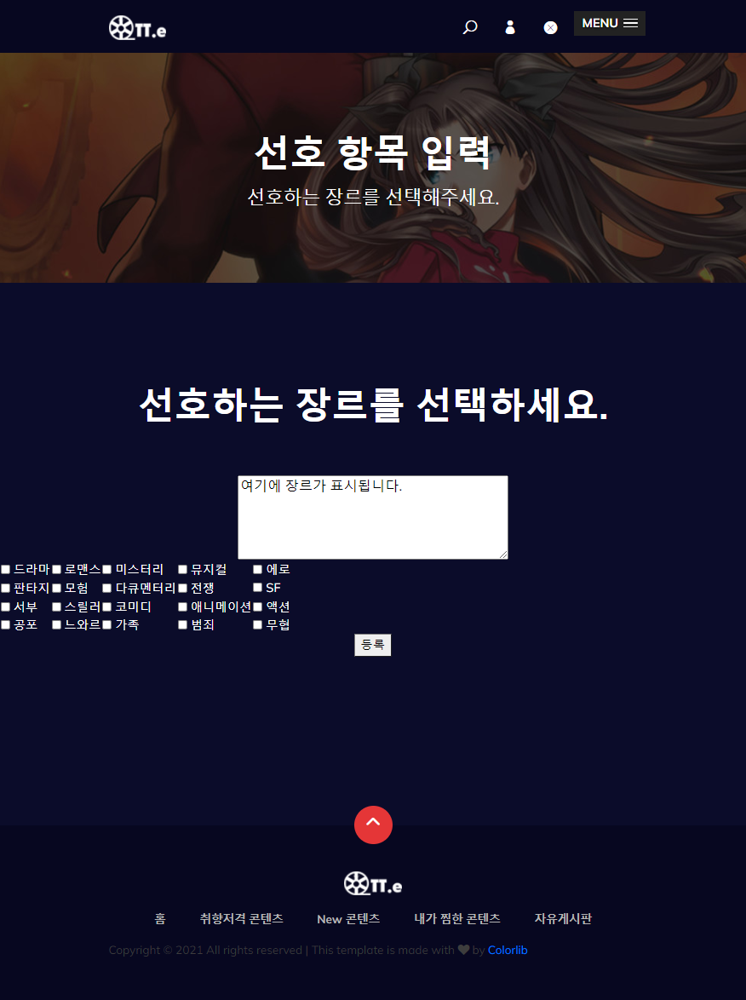 TT.e
MENU
선호 항목 입력
선호하는 장르를 선택해주세요.
선호하는 장르를 선택하세요.
여기에 장르가 표시됩니다.
드라마 로맨스 미스터리 뮤지컬 에로
판타지 모험 다큐멘터리 전쟁 SF
서부 스릴러 코미디 애니메이션 액션
공포 느와르 가족 범죄 무협
등록
TT.e
홈 취향저격 콘텐츠 New 콘텐츠 내가 찜한 콘텐츠 자유게시판
Copyright © 2021 All rights reserved | This template is made with ♥ by Colorlib